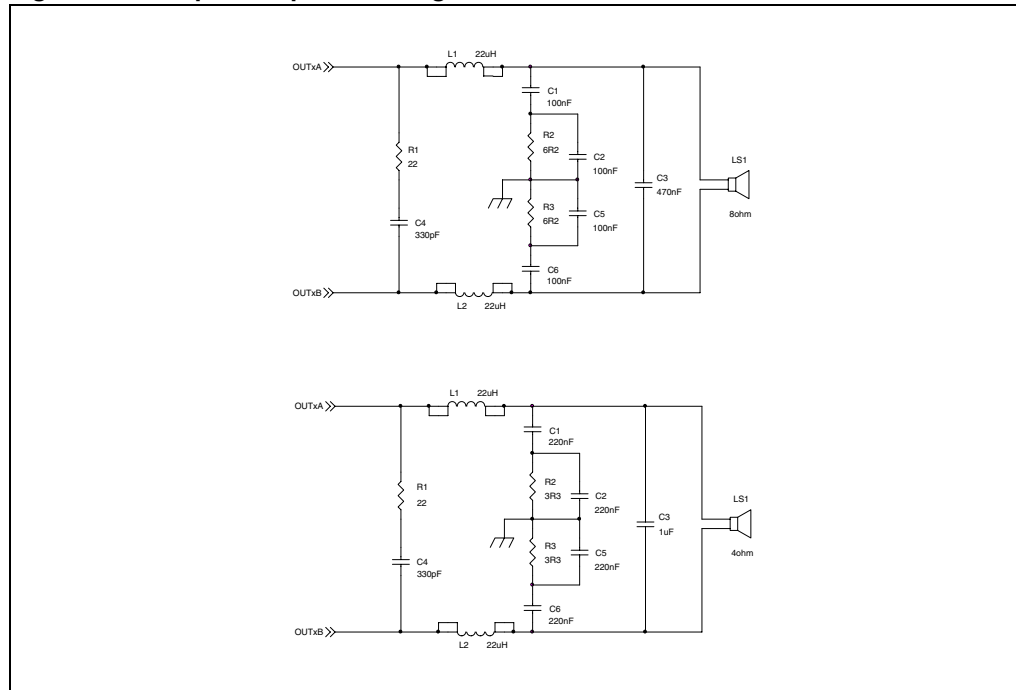 L1 22uH
OUTxA
C1
100nF
R1
22
R2
6R2
C2
100nF
LS1
C3
470nF
R3
6R2
C5
100nF
8ohm
C4
330pF
C6
100nF
OUTxB
L2 22uH
L1 22uH
OUTxA
C1
220nF
R1
22
R2
3R3
C2
220nF
LS1
C3
1uF
R3
3R3
C5
220nF
4ohm
C4
330pF
C6
220nF
OUTxB
L2 22uH